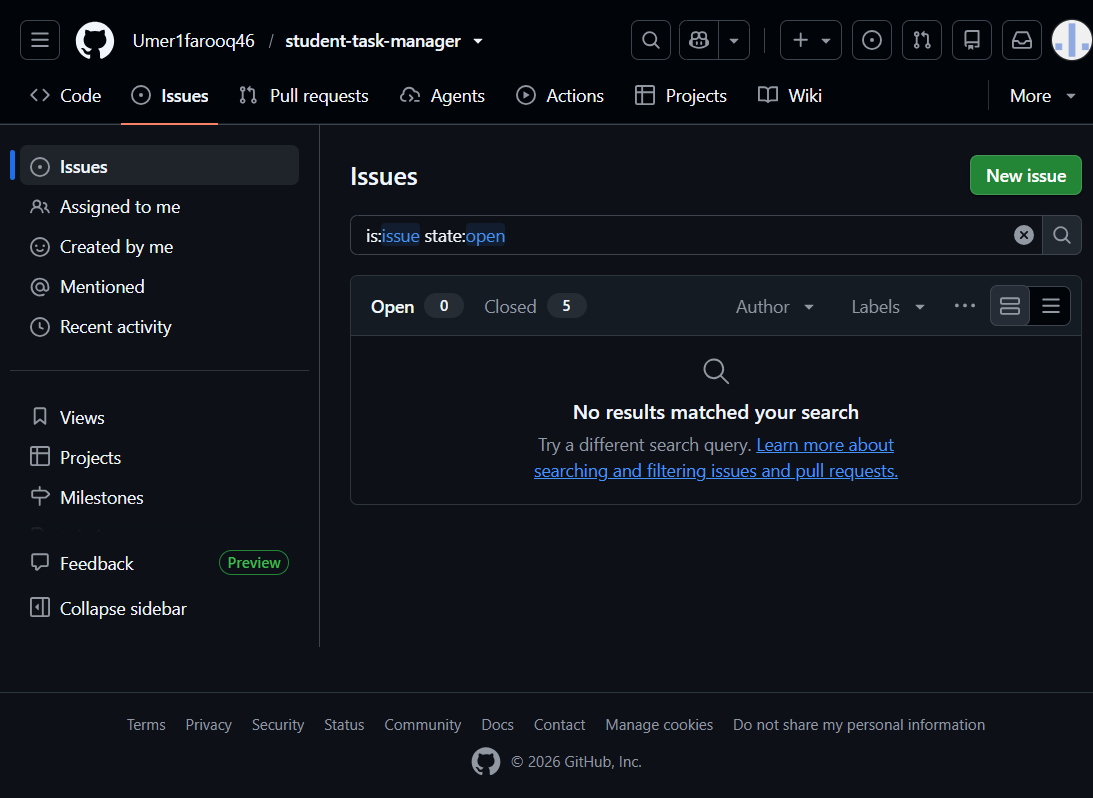 Umer1farooq46 / student-task-manager
Code Issues Pull requests Agents Actions Projects Wiki More
Issues
Assigned to me
Created by me
Mentioned
Recent activity
Views
Projects
Milestones
Feedback Preview
Collapse sidebar
Issues New issue
is:issue state:open
Open 0 Closed 5 Author Labels
No results matched your search
Try a different search query. Learn more about
searching and filtering issues and pull requests.
Terms Privacy Security Status Community Docs Contact Manage cookies Do not share my personal information
© 2026 GitHub, Inc.